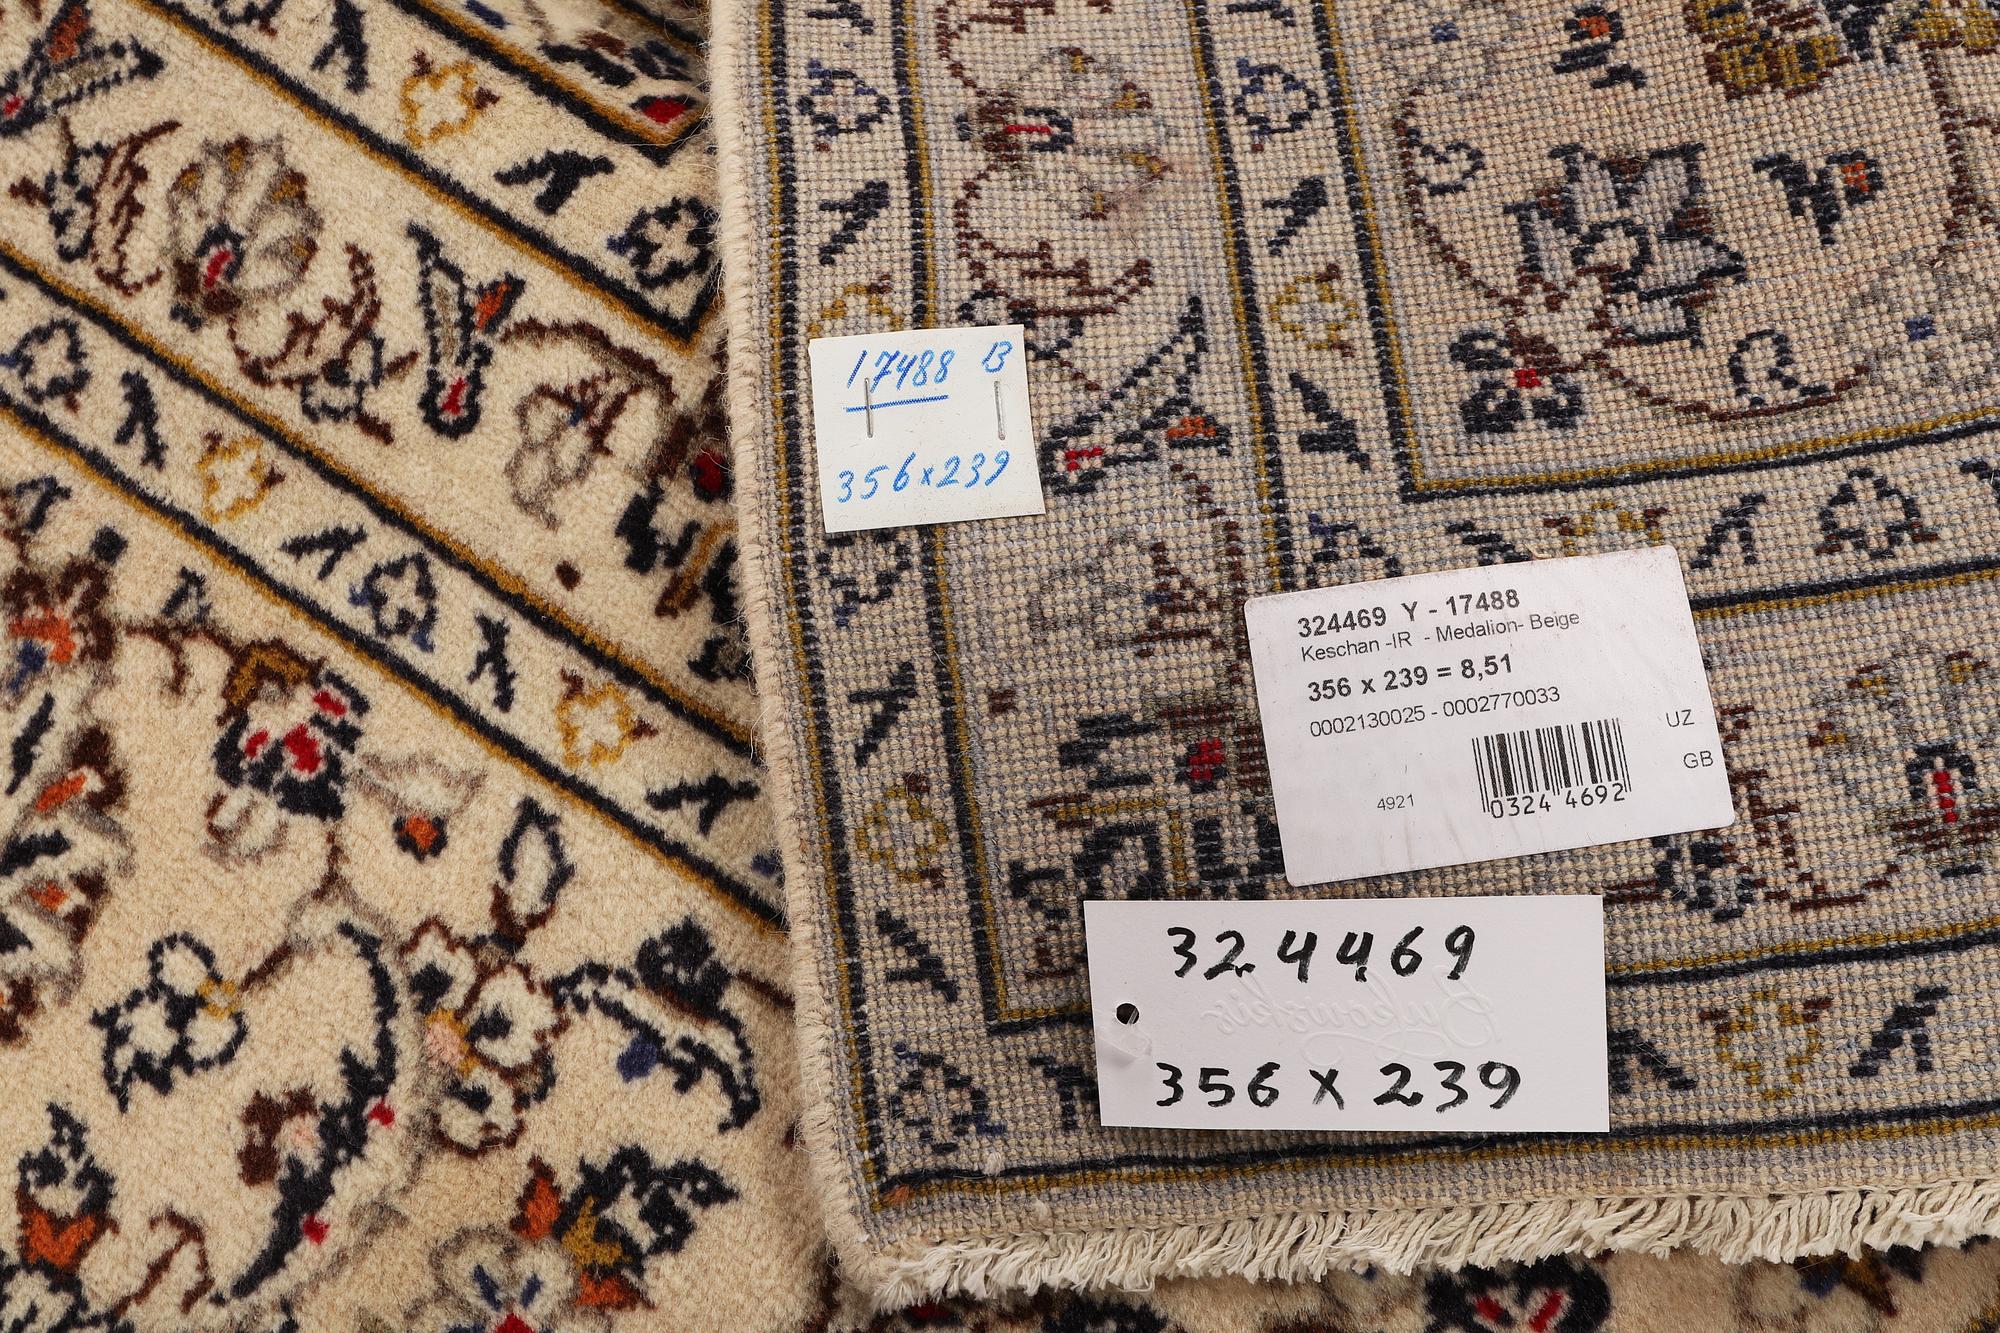 17488 B
356x239
324469 Y - 17488
Keschan -IR - Medalion- Beige
356 x 239 = 8,51
0002130025 - 0002770033
UZ
GB
4921
0324 4692
324469
Bukowskis
356 x 239